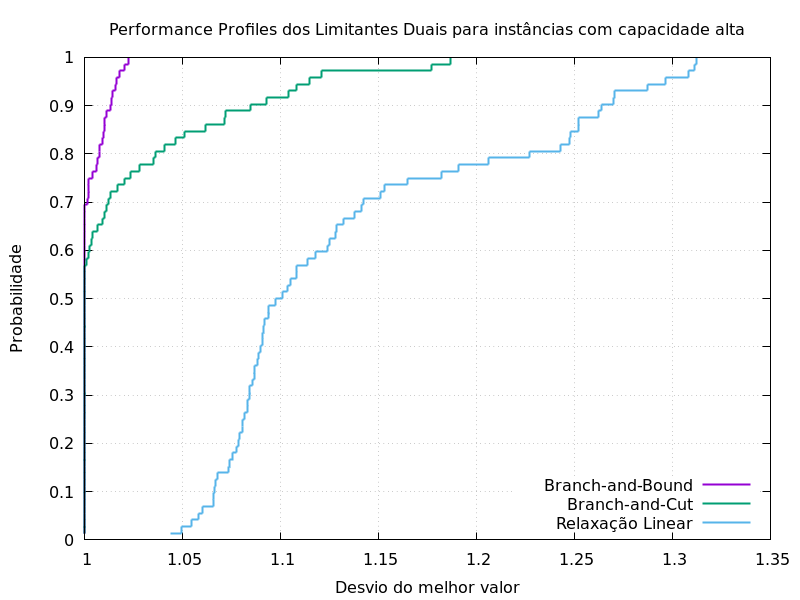 Performance Profiles dos Limitantes Duais para instâncias com capacidade alta
1
0.9
0.8
0.7
0.6
0.5
0.4
0.3
0.2
0.1
0
Probabilidade
Branch-and-Bound
Branch-and-Cut
Relaxação Linear
1 1.05 1.1 1.15 1.2 1.25 1.3 1.35
Desvio do melhor valor